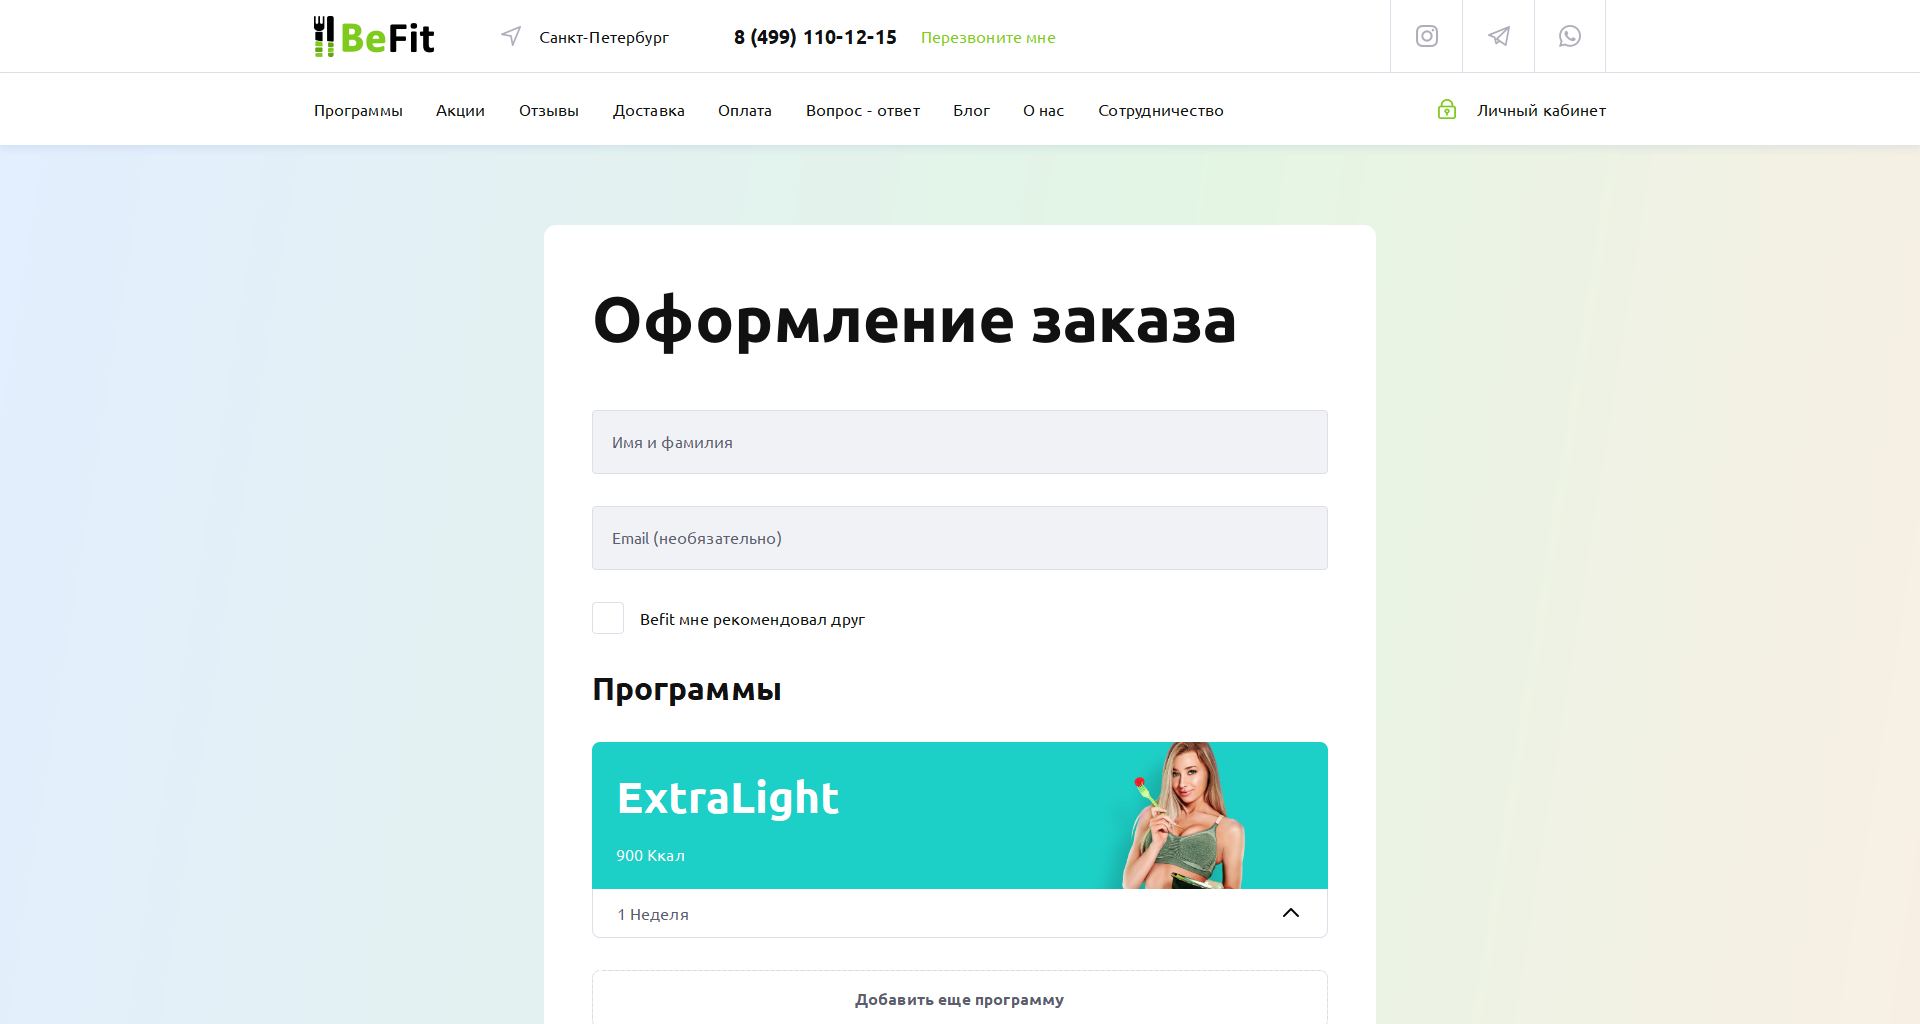 BeFit
Санкт-Петербург
8 (499) 110-12-15
Перезвоните мне
Программы
Акции
Отзывы
Доставка
Оплата
Вопрос - ответ
Блог
О нас
Сотрудничество
Личный кабинет
Оформление заказа
Имя и фамилия
Email (необязательно)
Befit мне рекомендовал друг
Программы
ExtraLight
900 Ккал
1 Неделя
Добавить еще программу